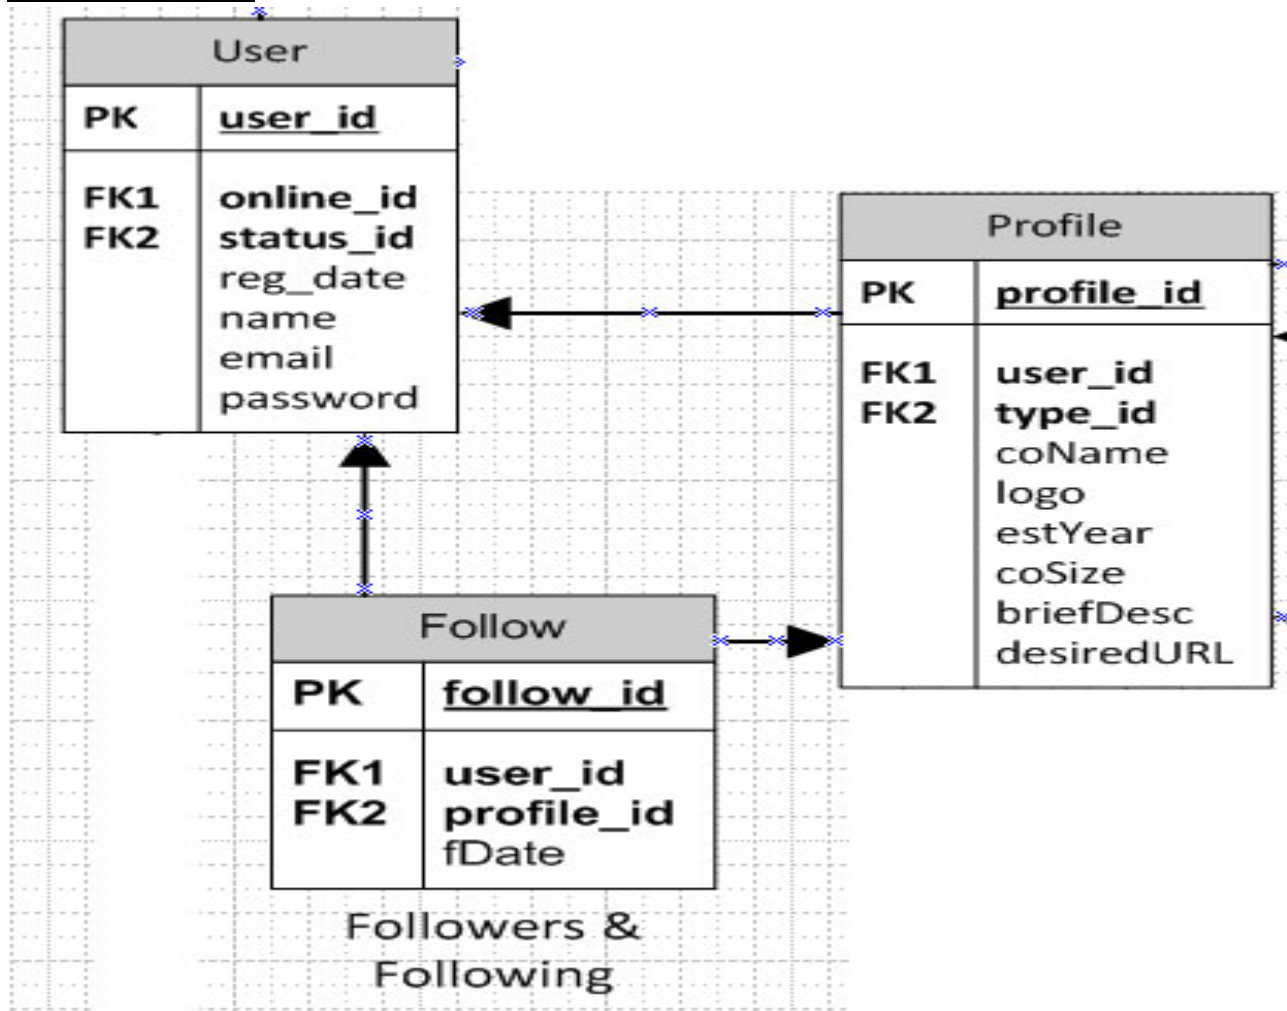 User
PK user_id
FK1 online_id
FK2 status_id
reg_date
name
email
password
Profile
PK profile_id
FK1 user_id
FK2 type_id
coName
logo
estYear
coSize
briefDesc
desiredURL
Follow
PK follow_id
FK1 user_id
FK2 profile_id
fDate
Followers &
Following